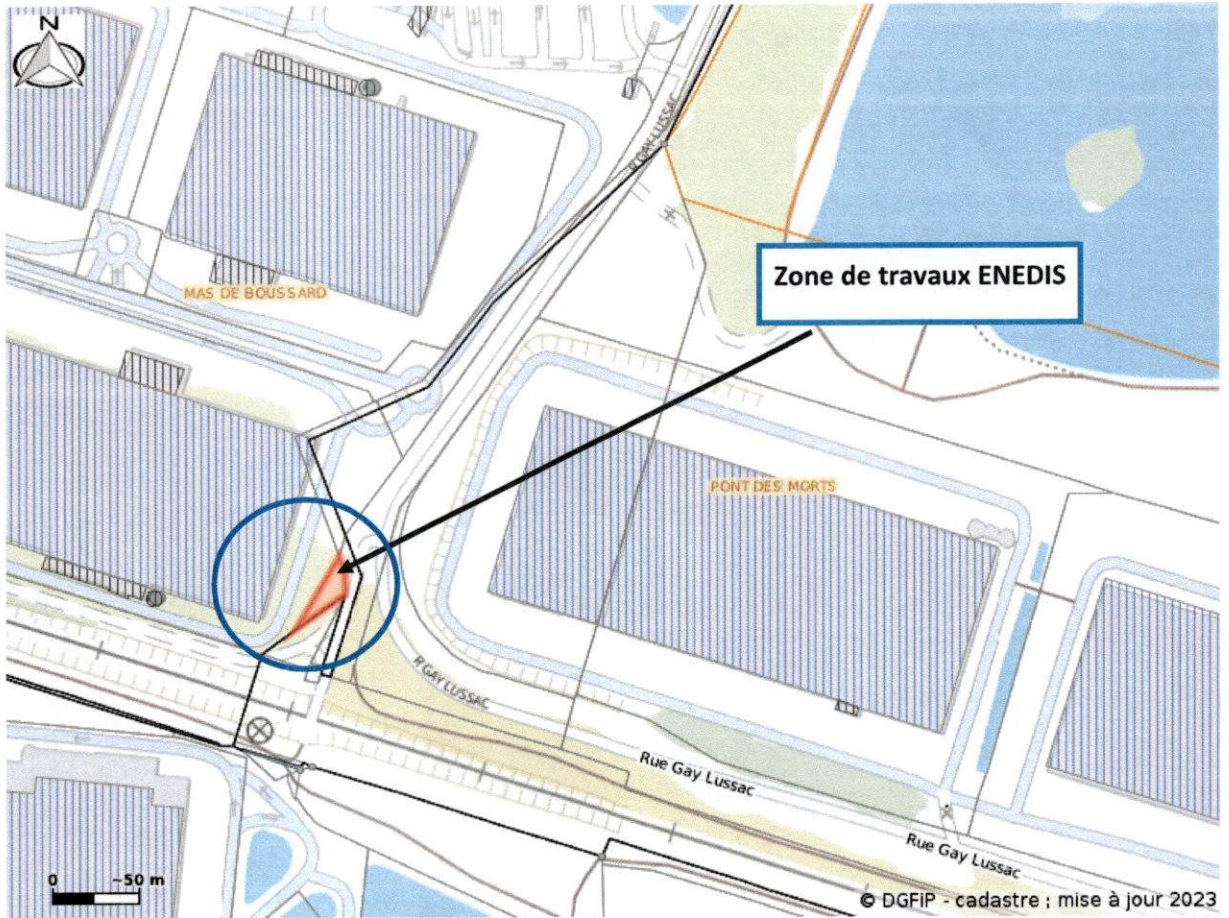 N
R GAY LUSSAC
Zone de travaux ENEDIS
MAS DE BOUSSARD
PONT DES MORTS
R GAY LUSSAC
Rue Gay Lussac
Rue Gay Lussac
0 ~50 m
© DGFiP - cadastre ; mise à jour 2023